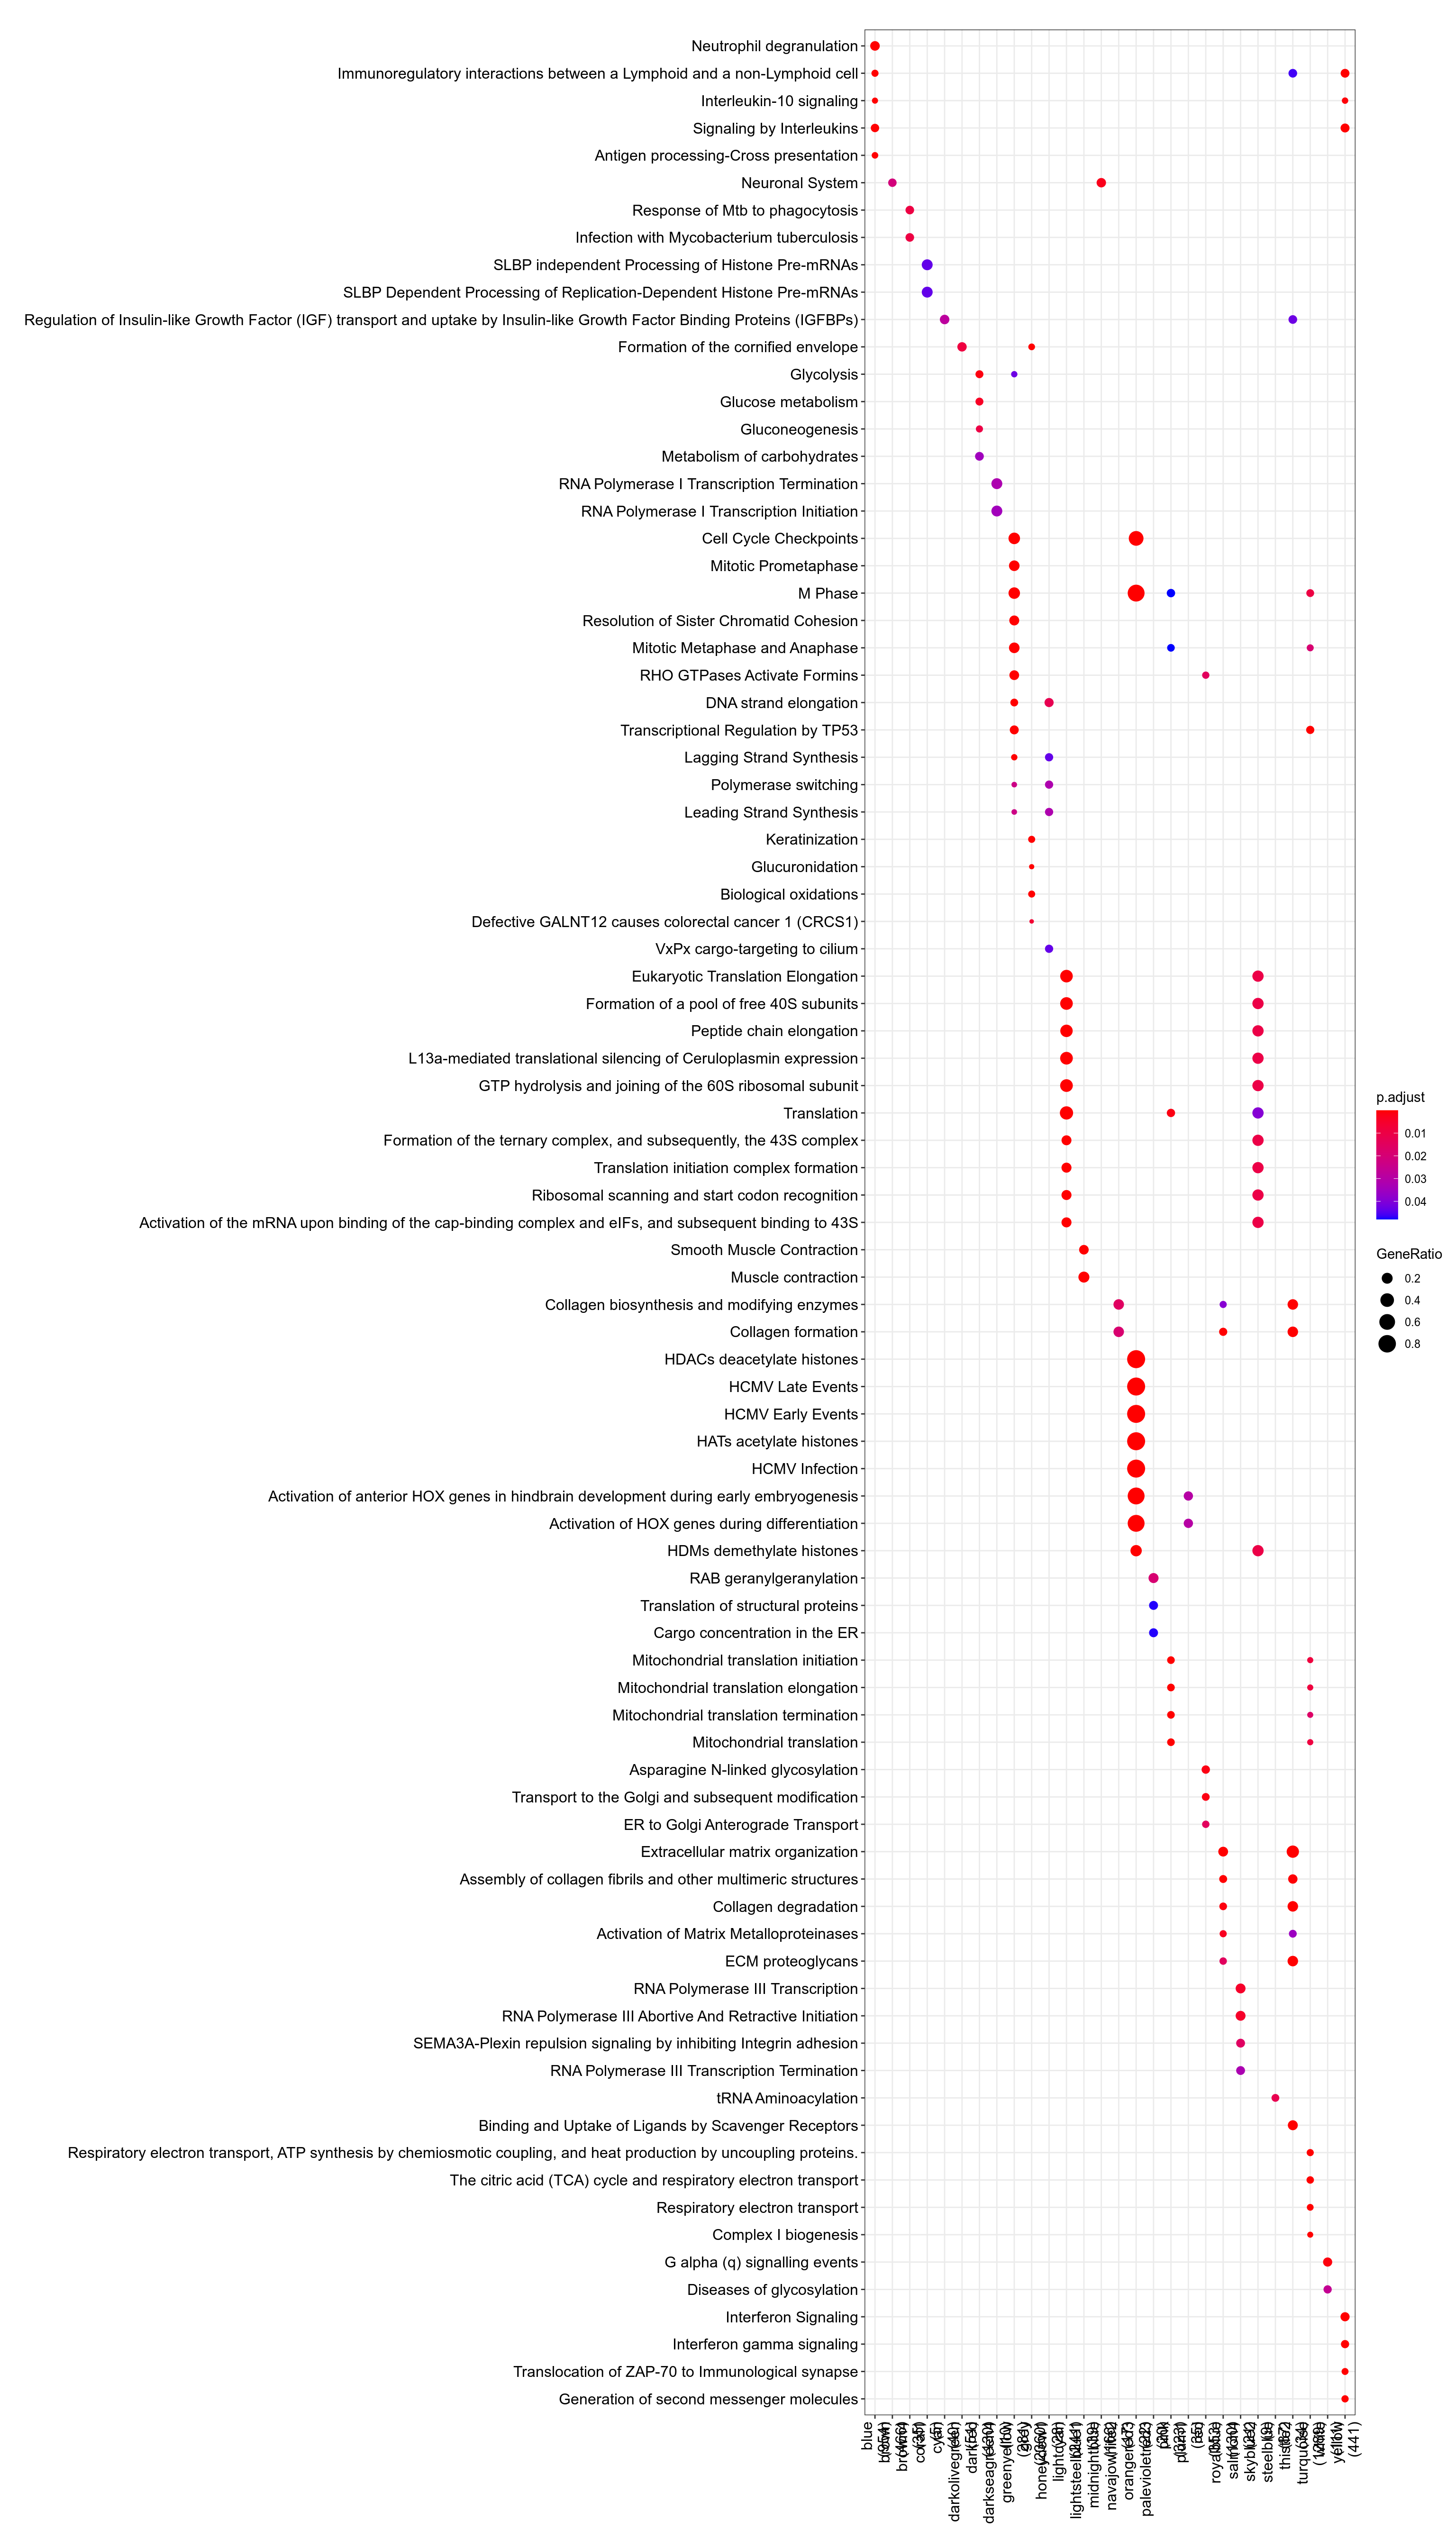 Neutrophil degranulation
Immunoregulatory interactions between a Lymphoid and a non-Lymphoid cell
Interleukin-10 signaling
Signaling by Interleukins
Antigen processing-Cross presentation
Neuronal System
Response of Mtb to phagocytosis
Infection with Mycobacterium tuberculosis
SLBP independent Processing of Histone Pre-mRNAs
SLBP Dependent Processing of Replication-Dependent Histone Pre-mRNAs
Regulation of Insulin-like Growth Factor (IGF) transport and uptake by Insulin-like Growth Factor Binding Proteins (IGFBPs)
Formation of the cornified envelope
Glycolysis
Glucose metabolism
Gluconeogenesis
Metabolism of carbohydrates
RNA Polymerase I Transcription Termination
RNA Polymerase I Transcription Initiation
Cell Cycle Checkpoints
Mitotic Prometaphase
M Phase
Resolution of Sister Chromatid Cohesion
Mitotic Metaphase and Anaphase
RHO GTPases Activate Formins
DNA strand elongation
Transcriptional Regulation by TP53
Lagging Strand Synthesis
Polymerase switching
Leading Strand Synthesis
Keratinization
Glucuronidation
Biological oxidations
Defective GALNT12 causes colorectal cancer 1 (CRCS1)
VxPx cargo-targeting to cilium
Eukaryotic Translation Elongation
Formation of a pool of free 40S subunits
Peptide chain elongation
L13a-mediated translational silencing of Ceruloplasmin expression
GTP hydrolysis and joining of the 60S ribosomal subunit
Translation
Formation of the ternary complex, and subsequently, the 43S complex
Translation initiation complex formation
Ribosomal scanning and start codon recognition
Activation of the mRNA upon binding of the cap-binding complex and eIFs, and subsequent binding to 43S
Smooth Muscle Contraction
Muscle contraction
Collagen biosynthesis and modifying enzymes
Collagen formation
HDACs deacetylate histones
HCMV Late Events
HCMV Early Events
HATs acetylate histones
HCMV Infection
Activation of anterior HOX genes in hindbrain development during early embryogenesis
Activation of HOX genes during differentiation
HDMs demethylate histones
RAB geranylgeranylation
Translation of structural proteins
Cargo concentration in the ER
Mitochondrial translation initiation
Mitochondrial translation elongation
Mitochondrial translation termination
Mitochondrial translation
Asparagine N-linked glycosylation
Transport to the Golgi and subsequent modification
ER to Golgi Anterograde Transport
Extracellular matrix organization
Assembly of collagen fibrils and other multimeric structures
Collagen degradation
Activation of Matrix Metalloproteinases
ECM proteoglycans
RNA Polymerase III Transcription
RNA Polymerase III Abortive And Retractive Initiation
SEMA3A-Plexin repulsion signaling by inhibiting Integrin adhesion
RNA Polymerase III Transcription Termination
tRNA Aminoacylation
Binding and Uptake of Ligands by Scavenger Receptors
Respiratory electron transport, ATP synthesis by chemiosmotic coupling, and heat production by uncoupling proteins.
The citric acid (TCA) cycle and respiratory electron transport
Respiratory electron transport
Complex I biogenesis
G alpha (q) signalling events
Diseases of glycosylation
Interferon Signaling
Interferon gamma signaling
Translocation of ZAP-70 to Immunological synapse
Generation of second messenger molecules
p.adjust
0.01
0.02
0.03
0.04
GeneRatio
0.2
0.4
0.6
0.8
blue
cyan
darkolivegreen
greenyellow
midnightblue
turquoise
yellow
(441)